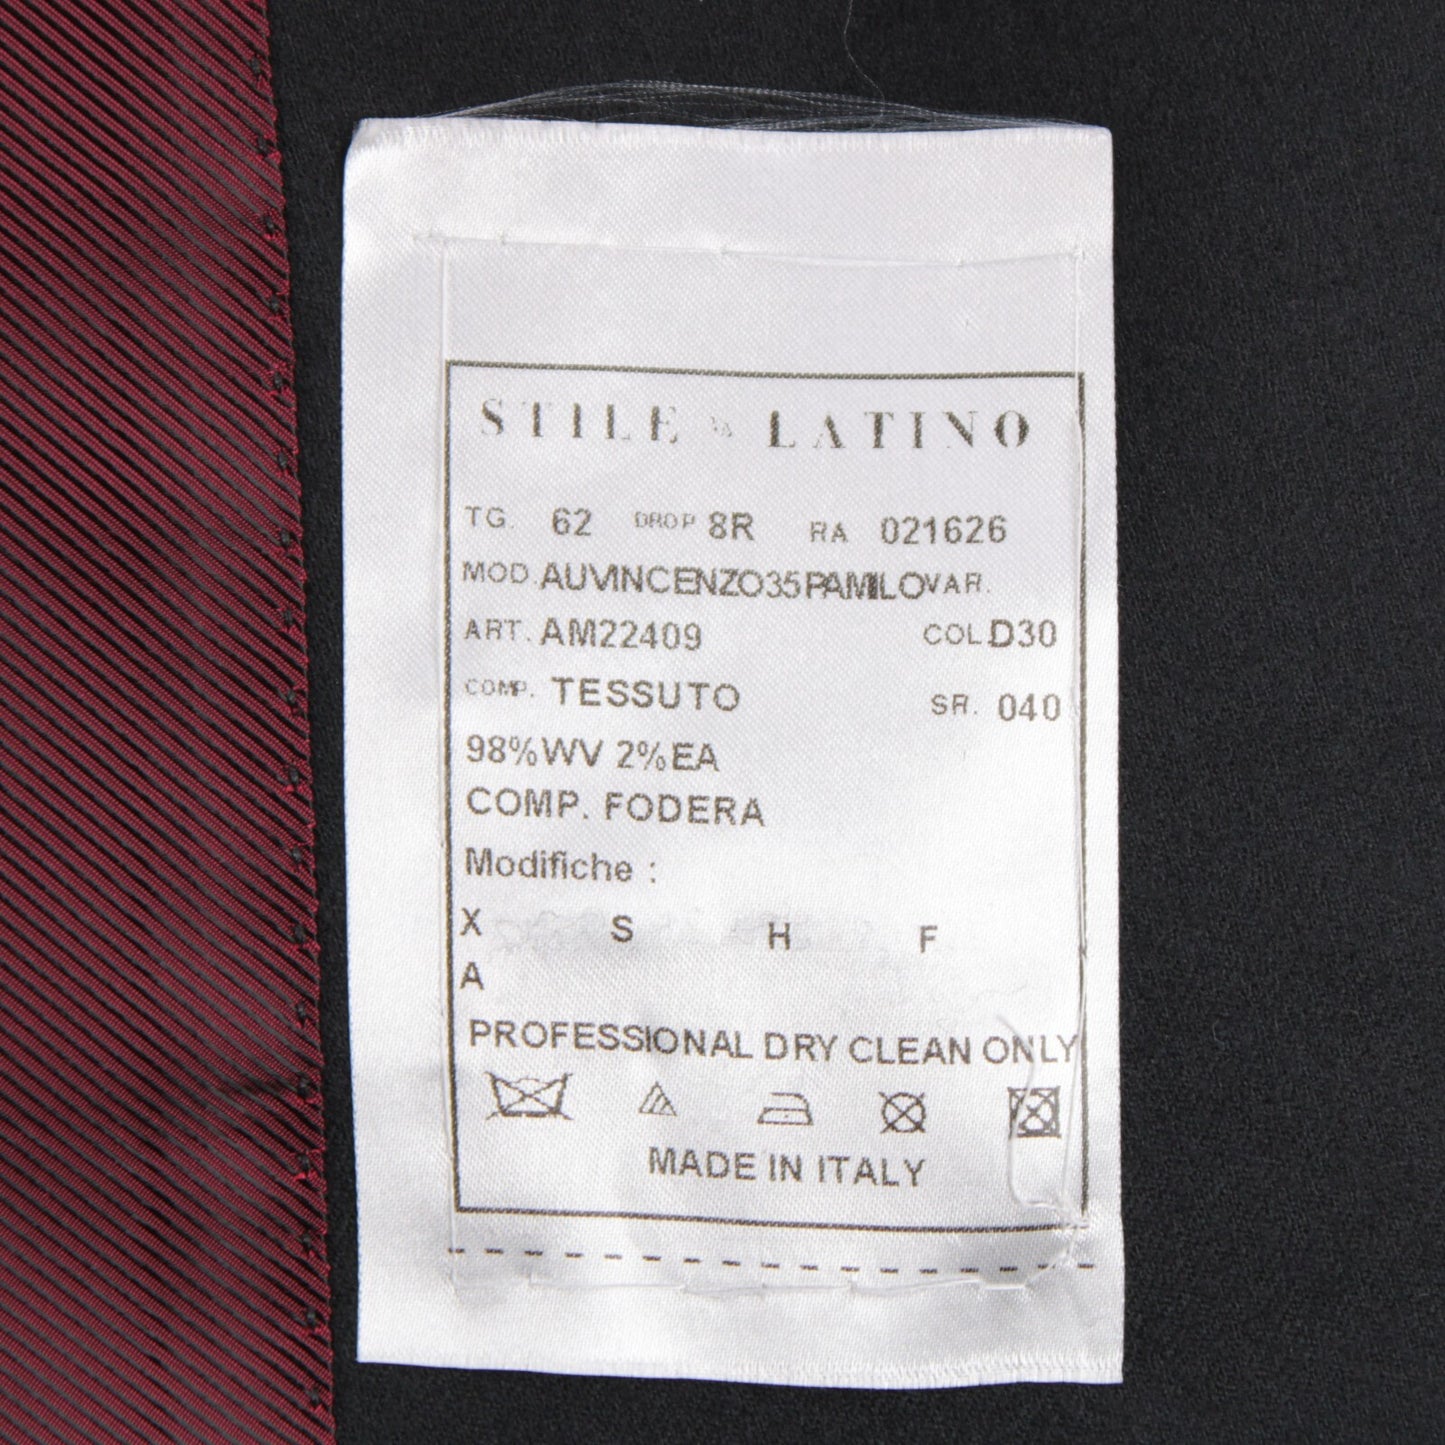 STILE LATINO
TG. 62 DROP 8R RA 021626
MOD. AUVINCENZO35PAMILO VAR.
ART. AM22409 COL. D30
COMP. TESSUTO SR. 040
98%WV 2%EA
COMP. FODERA
Modifiche :
X S H F
A
PROFESSIONAL DRY CLEAN ONLY
MADE IN ITALY